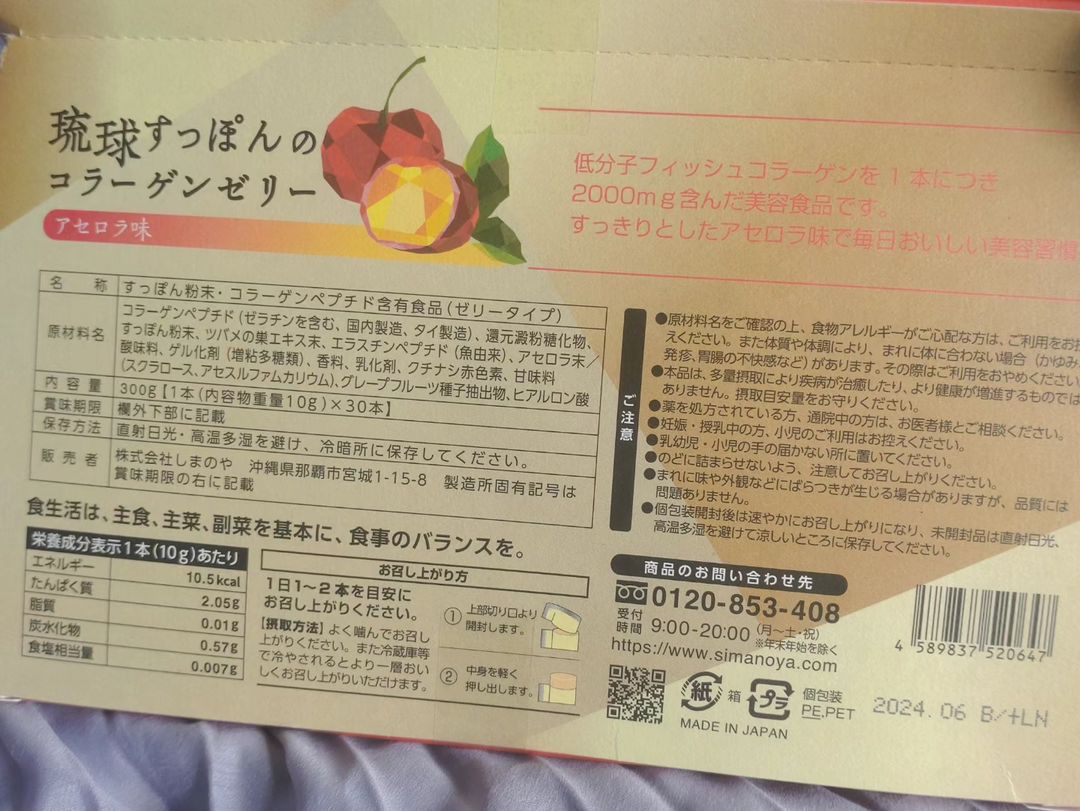 琉球すっぽんの
コラーゲンゼリー
アセロラ味
低分子フィッシュコラーゲンを1本につき
2000mg含んだ美容食品です。
すっきりとしたアセロラ味で毎日おいしい美容習慣
名 称 すっぽん粉末・コラーゲンペプチド含有食品(ゼリータイプ)
原材料名 コラーゲンペプチド(ゼラチンを含む、国内製造、タイ製造)、還元澱粉糖化物、
すっぽん粉末、ツバメの巣エキス末、エラスチンペプチド(魚由来)、アセロラ末/
酸味料、ゲル化剤(増粘多糖類)、香料、乳化剤、クチナシ赤色素、甘味料
(スクラロース、アセスルファムカリウム)、グレープフルーツ種子抽出物、ヒアルロン酸
内 容 量 300g【1本(内容物重量10g)×30本】
賞味期限 欄外下部に記載
保存方法 直射日光・高温多湿を避け、冷暗所に保存してください。
販 売 者 株式会社しまのや 沖縄県那覇市宮城1-15-8 製造所固有記号は
賞味期限の右に記載
食生活は、主食、主菜、副菜を基本に、食事のバランスを。
栄養成分表示1本(10g)あたり
エネルギー 10.5kcal
たんぱく質 2.05g
脂質 0.01g
炭水化物 0.57g
食塩相当量 0.007g
お召し上がり方
1日1~2本を目安に
お召し上がりください。
【摂取方法】よく噛んでお召し
上がりください。また冷蔵庫等
で冷やされるとより一層おい
しくお召し上がりいただけます。
① 上部切り口より
開封します。
② 中身を軽く
押し出します。
ご注意
●原材料名をご確認の上、食物アレルギーがご心配な方は、ご利用をお控
えください。また体質や体調により、まれに体に合わない場合(かゆみ、
発疹、胃腸の不快感など)があります。その際はご利用をおやめください
●本品は、多量摂取により疾病が治癒したり、より健康が増進するものでは
ありません。摂取目安量をお守りください。
●薬を処方されている方、通院中の方は、お医者様とご相談ください。
●妊娠・授乳中の方、小児のご利用はお控えください。
●乳幼児・小児の手の届かない所に置いてください。
●のどに詰まらせないよう、注意してお召し上がりください。
●まれに味や外観などにばらつきが生じる場合がありますが、品質には
問題ありません。
●個包装開封後は速やかにお召し上がりになり、未開封品は直射日光、
高温多湿を避けて涼しいところに保存してください。
商品のお問い合わせ先
0120-853-408
受付
時間 9:00-20:00 (月~土・祝)
※年末年始を除く
https://www.simanoya.com
紙 箱 プラ 個包装
PE,PET
MADE IN JAPAN
4 589837 520647
2024.06 B/+LN